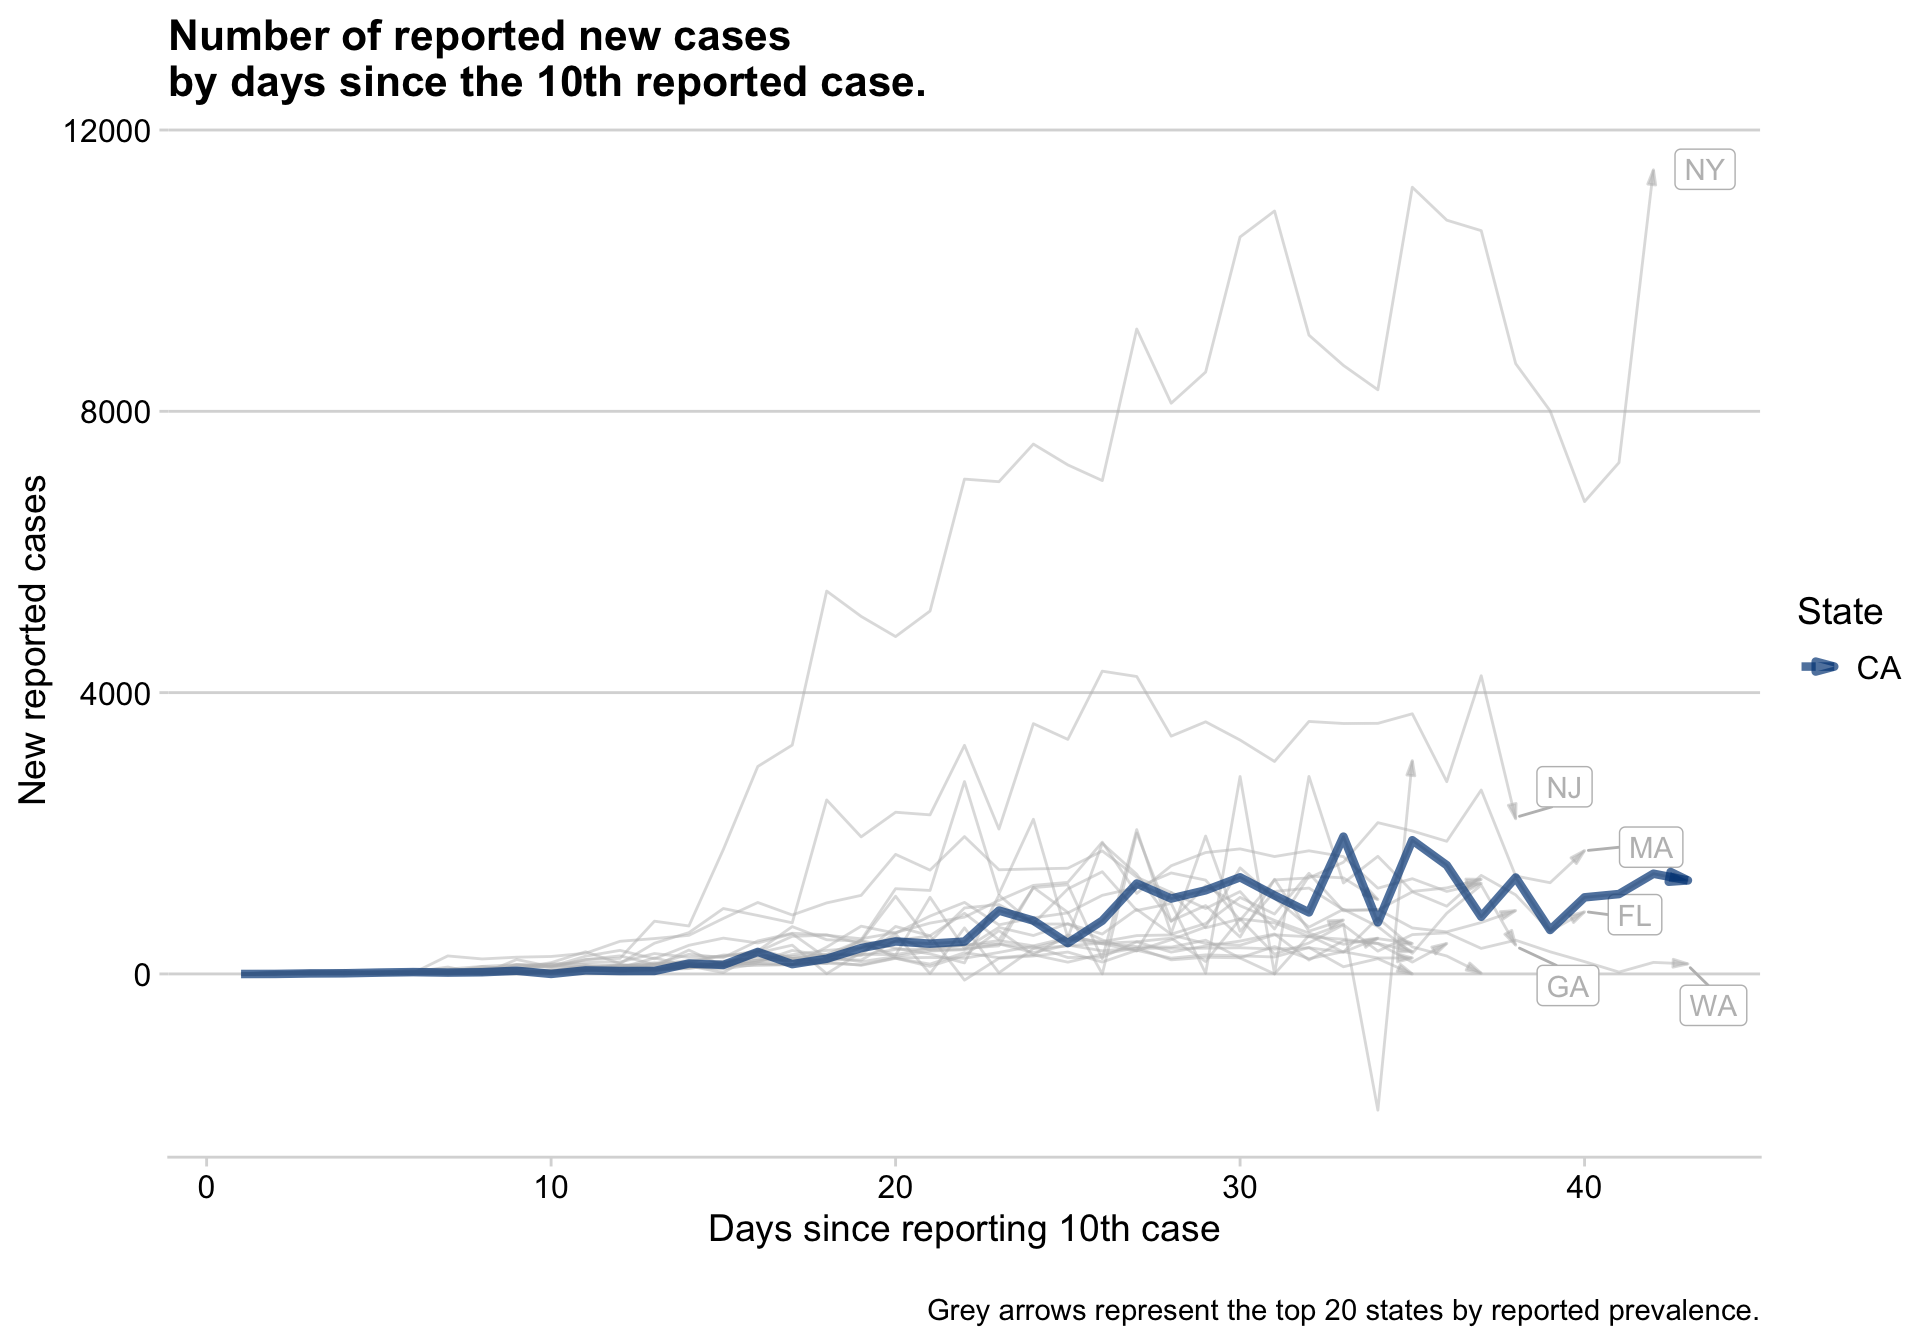 Number of reported new cases
by days since the 10th reported case.
12000
8000
4000
0
New reported cases
NY
NJ
MA
FL
GA
WA
State
CA
0 10 20 30 40
Days since reporting 10th case
Grey arrows represent the top 20 states by reported prevalence.